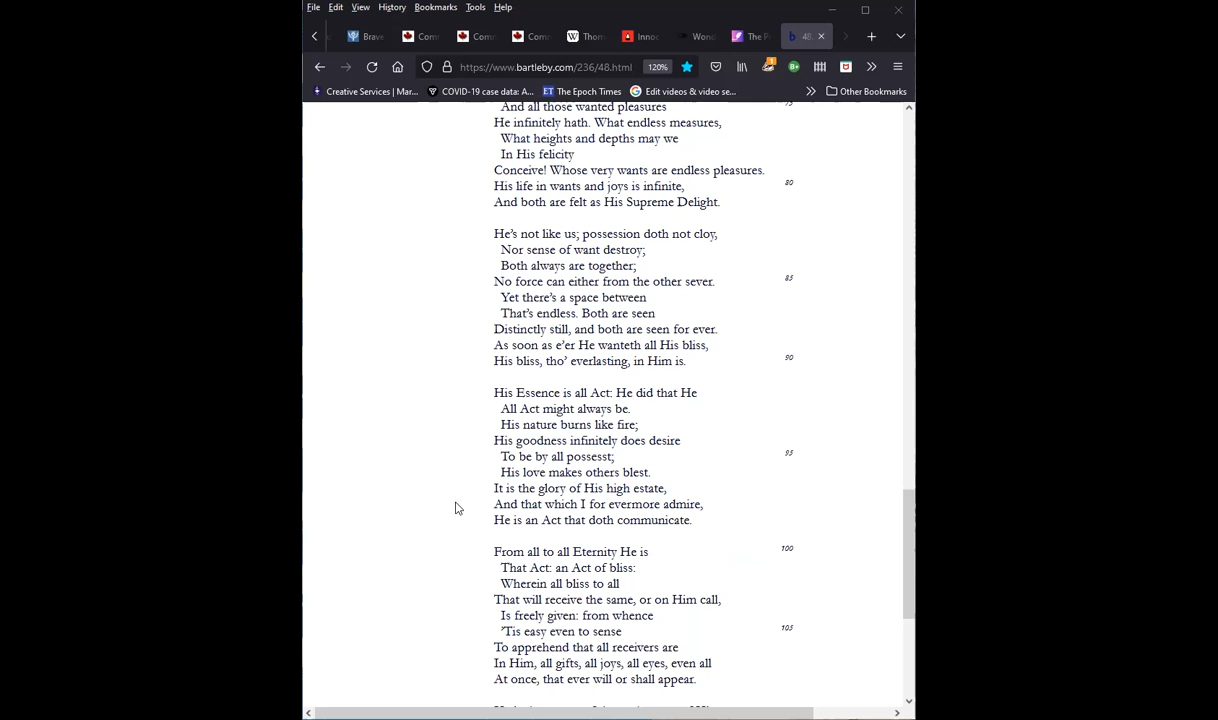 File Edit View History Bookmarks Tools Help
Brave Com Com Com Thom Innoc Wond The P 48.
https://www.bartleby.com/236/48.html 120%
Creative Services | Mar... COVID-19 case data: A... ET The Epoch Times Edit videos & video se... Other Bookmarks
And all those wanted pleasures 75
He infinitely hath. What endless measures,
What heights and depths may we
In His felicity
Conceive! Whose very wants are endless pleasures.
His life in wants and joys is infinite, 80
And both are felt as His Supreme Delight.
He’s not like us; possession doth not cloy,
Nor sense of want destroy;
Both always are together;
No force can either from the other sever. 85
Yet there’s a space between
That’s endless. Both are seen
Distinctly still, and both are seen for ever.
As soon as e’er He wanteth all His bliss,
His bliss, tho’ everlasting, in Him is. 90
His Essence is all Act: He did that He
All Act might always be.
His nature burns like fire;
His goodness infinitely does desire
To be by all possesst; 95
His love makes others blest.
It is the glory of His high estate,
And that which I for evermore admire,
He is an Act that doth communicate.
From all to all Eternity He is 100
That Act: an Act of bliss:
Wherein all bliss to all
That will receive the same, or on Him call,
Is freely given: from whence
’Tis easy even to sense 105
To apprehend that all receivers are
In Him, all gifts, all joys, all eyes, even all
At once, that ever will or shall appear.